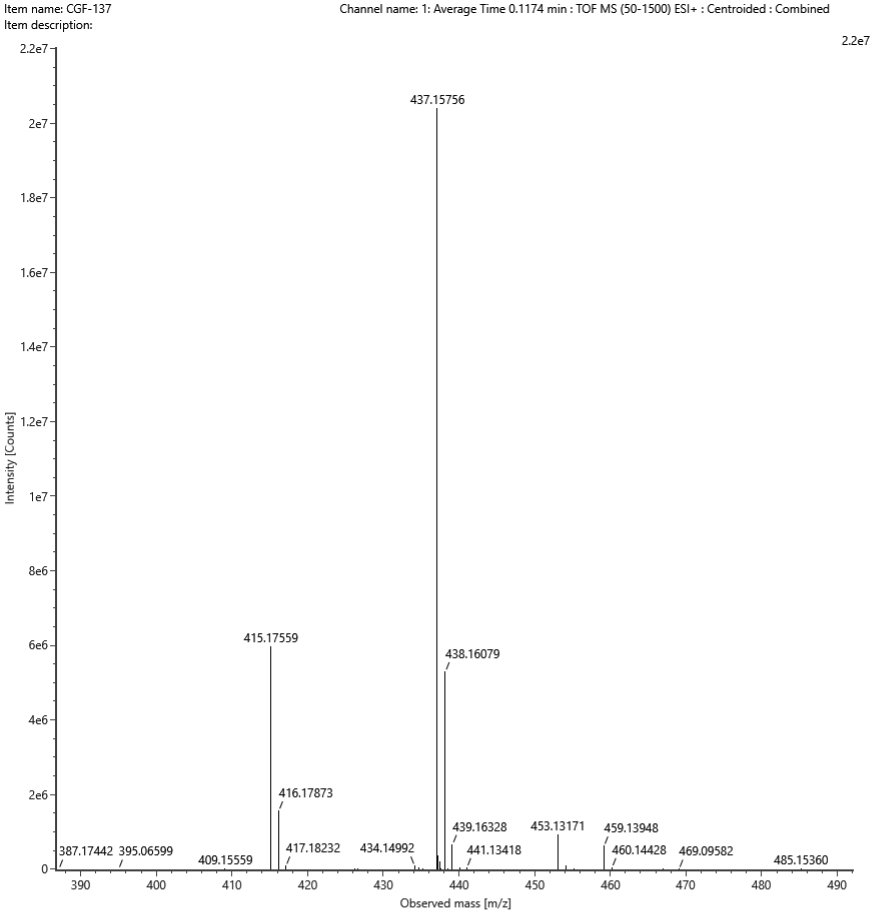 Item name: CGF-137
Channel name: 1: Average Time 0.1174 min : TOF MS (50-1500) ESI+ : Centroided : Combined
Item description:
2.2e7
2.2e7
437.15756
2e7
1.8e7
1.6e7
1.4e7
1.2e7
Intensity [Counts]
1e7
8e6
415.17559
6e6
438.16079
4e6
416.17873
2e6
439.16328
453.13171
459.13948
387.17442
395.06599
409.15559
417.18232
434.14992
441.13418
460.14428
469.09582
485.15360
0
390
400
410
420
430
440
450
460
470
480
490
Observed mass [m/z]